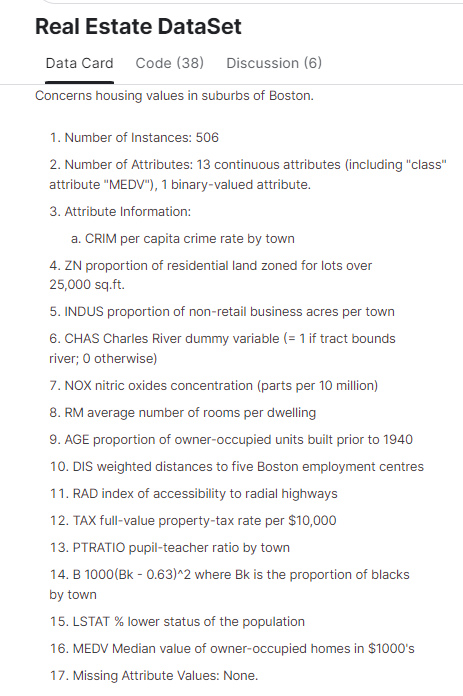 Real Estate DataSet
Data Card Code (38) Discussion (6)
Concerns housing values in suburbs of Boston.
1. Number of Instances: 506
2. Number of Attributes: 13 continuous attributes (including "class"
attribute "MEDV"), 1 binary-valued attribute.
3. Attribute Information:
a. CRIM per capita crime rate by town
4. ZN proportion of residential land zoned for lots over
25,000 sq.ft.
5. INDUS proportion of non-retail business acres per town
6. CHAS Charles River dummy variable (= 1 if tract bounds
river; 0 otherwise)
7. NOX nitric oxides concentration (parts per 10 million)
8. RM average number of rooms per dwelling
9. AGE proportion of owner-occupied units built prior to 1940
10. DIS weighted distances to five Boston employment centres
11. RAD index of accessibility to radial highways
12. TAX full-value property-tax rate per $10,000
13. PTRATIO pupil-teacher ratio by town
14. B 1000(Bk - 0.63)^2 where Bk is the proportion of blacks
by town
15. LSTAT % lower status of the population
16. MEDV Median value of owner-occupied homes in $1000's
17. Missing Attribute Values: None.